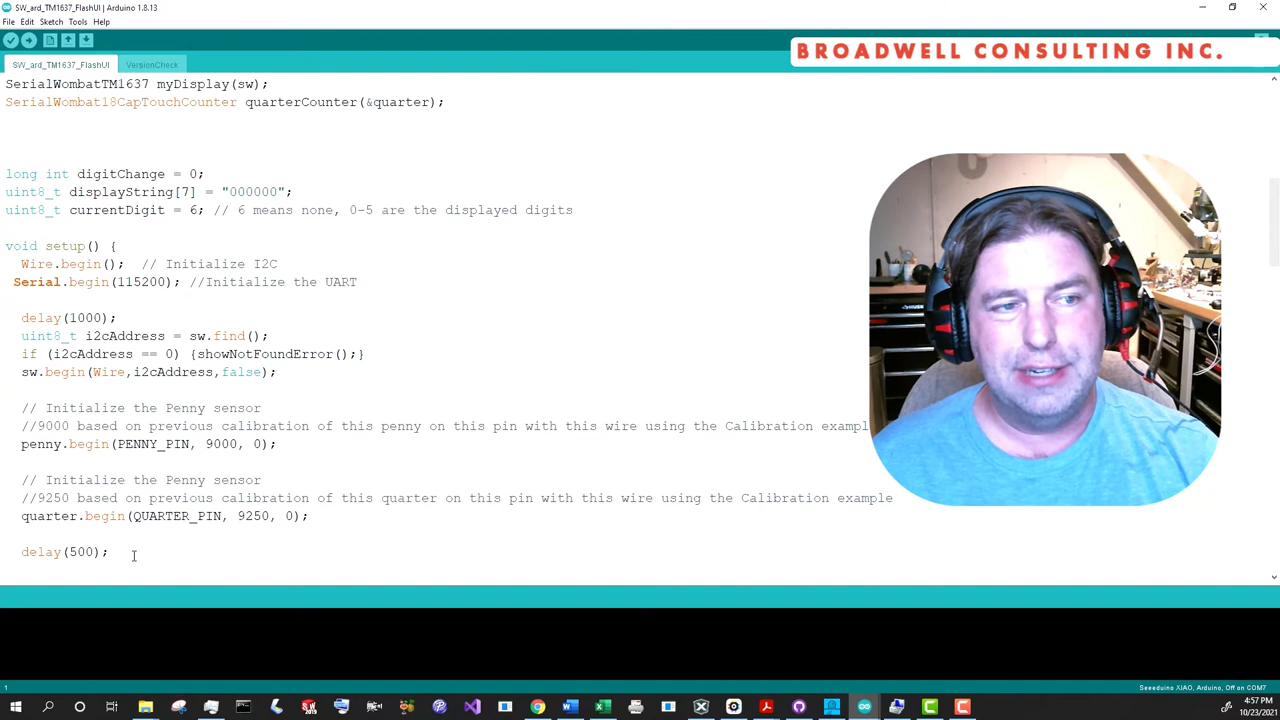 SW_ard_TM1637_FlashUI | Arduino 1.8.13
File Edit Sketch Tools Help
BROADWELL CONSULTING INC.
SW_ard_TM1637_FlashUI
VersionCheck
SerialWombatTM1637 myDisplay(sw);
SerialWombat18CapTouchCounter quarterCounter(&quarter);
long int digitChange = 0;
uint8_t displayString[7] = "000000";
uint8_t currentDigit = 6; // 6 means none, 0-5 are the displayed digits
void setup() {
Wire.begin(); // Initialize I2C
Serial.begin(115200); //Initialize the UART
delay(1000);
uint8_t i2cAddress = sw.find();
if (i2cAddress == 0) {showNotFoundError();}
sw.begin(Wire,i2cAddress,false);
// Initialize the Penny sensor
//9000 based on previous calibration of this penny on this pin with this wire using the Calibration exampl
penny.begin(PENNY_PIN, 9000, 0);
// Initialize the Penny sensor
//9250 based on previous calibration of this quarter on this pin with this wire using the Calibration example
quarter.begin(QUARTER_PIN, 9250, 0);
delay(500);
1
Seeeduino XIAO, Arduino, Off on COM7
4:57 PM
10/23/2021